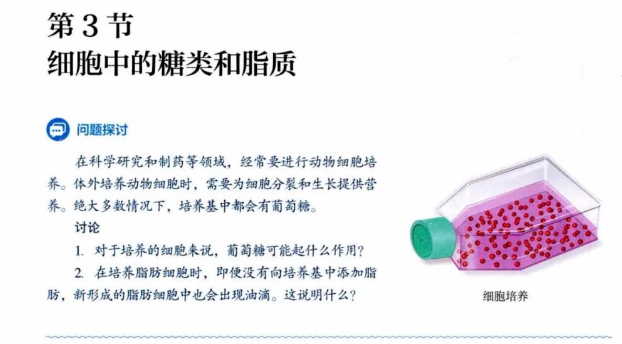 第 3 节
细胞中的糖类和脂质
问题探讨
在科学研究和制药等领域，经常要进行动物细胞培
养。体外培养动物细胞时，需要为细胞分裂和生长提供营
养。绝大多数情况下，培养基中都会有葡萄糖。
讨论
1. 对于培养的细胞来说，葡萄糖可能起什么作用？
2. 在培养脂肪细胞时，即便没有向培养基中添加脂
肪，新形成的脂肪细胞中也会出现油滴。这说明什么？
细胞培养